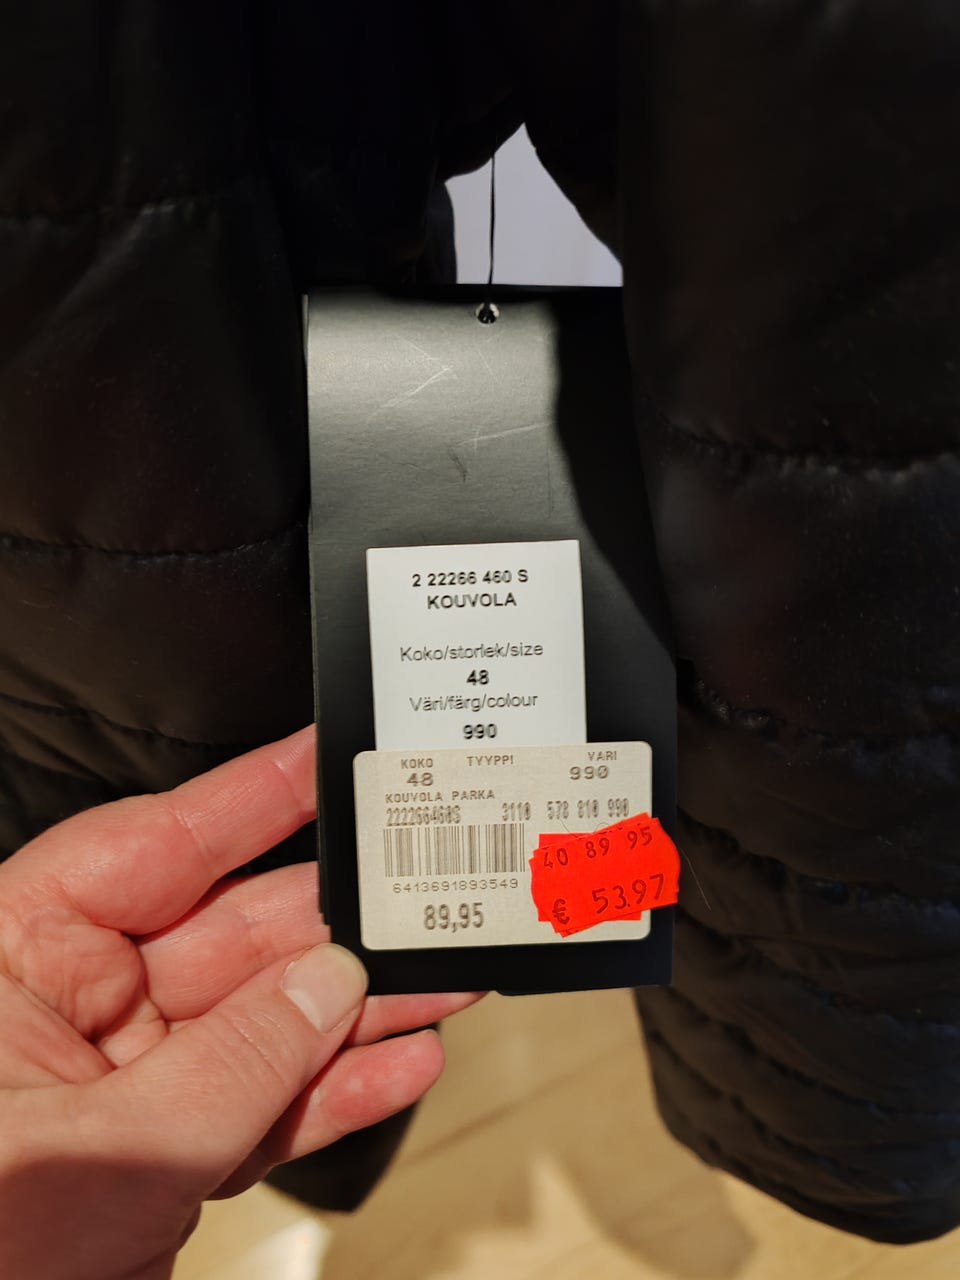 2 22266 460 S
KOUVOLA
Koko/storlek/size
48
Väri/färg/colour
990
KOKO TYYPPI VARI
48 990
KOUVOLA PARKA
222266460S 3110 578 810 990
6413691893549
89,95
40 89 95
€ 53.97